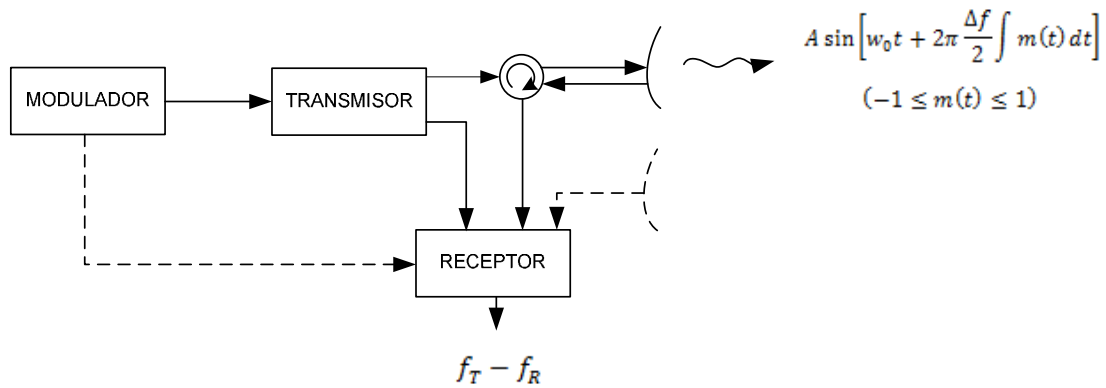 A sin[w₀t + 2π Δf/2 ∫ m(t) dt]
(−1 ≤ m(t) ≤ 1)
MODULADOR
TRANSMISOR
RECEPTOR
f_T − f_R